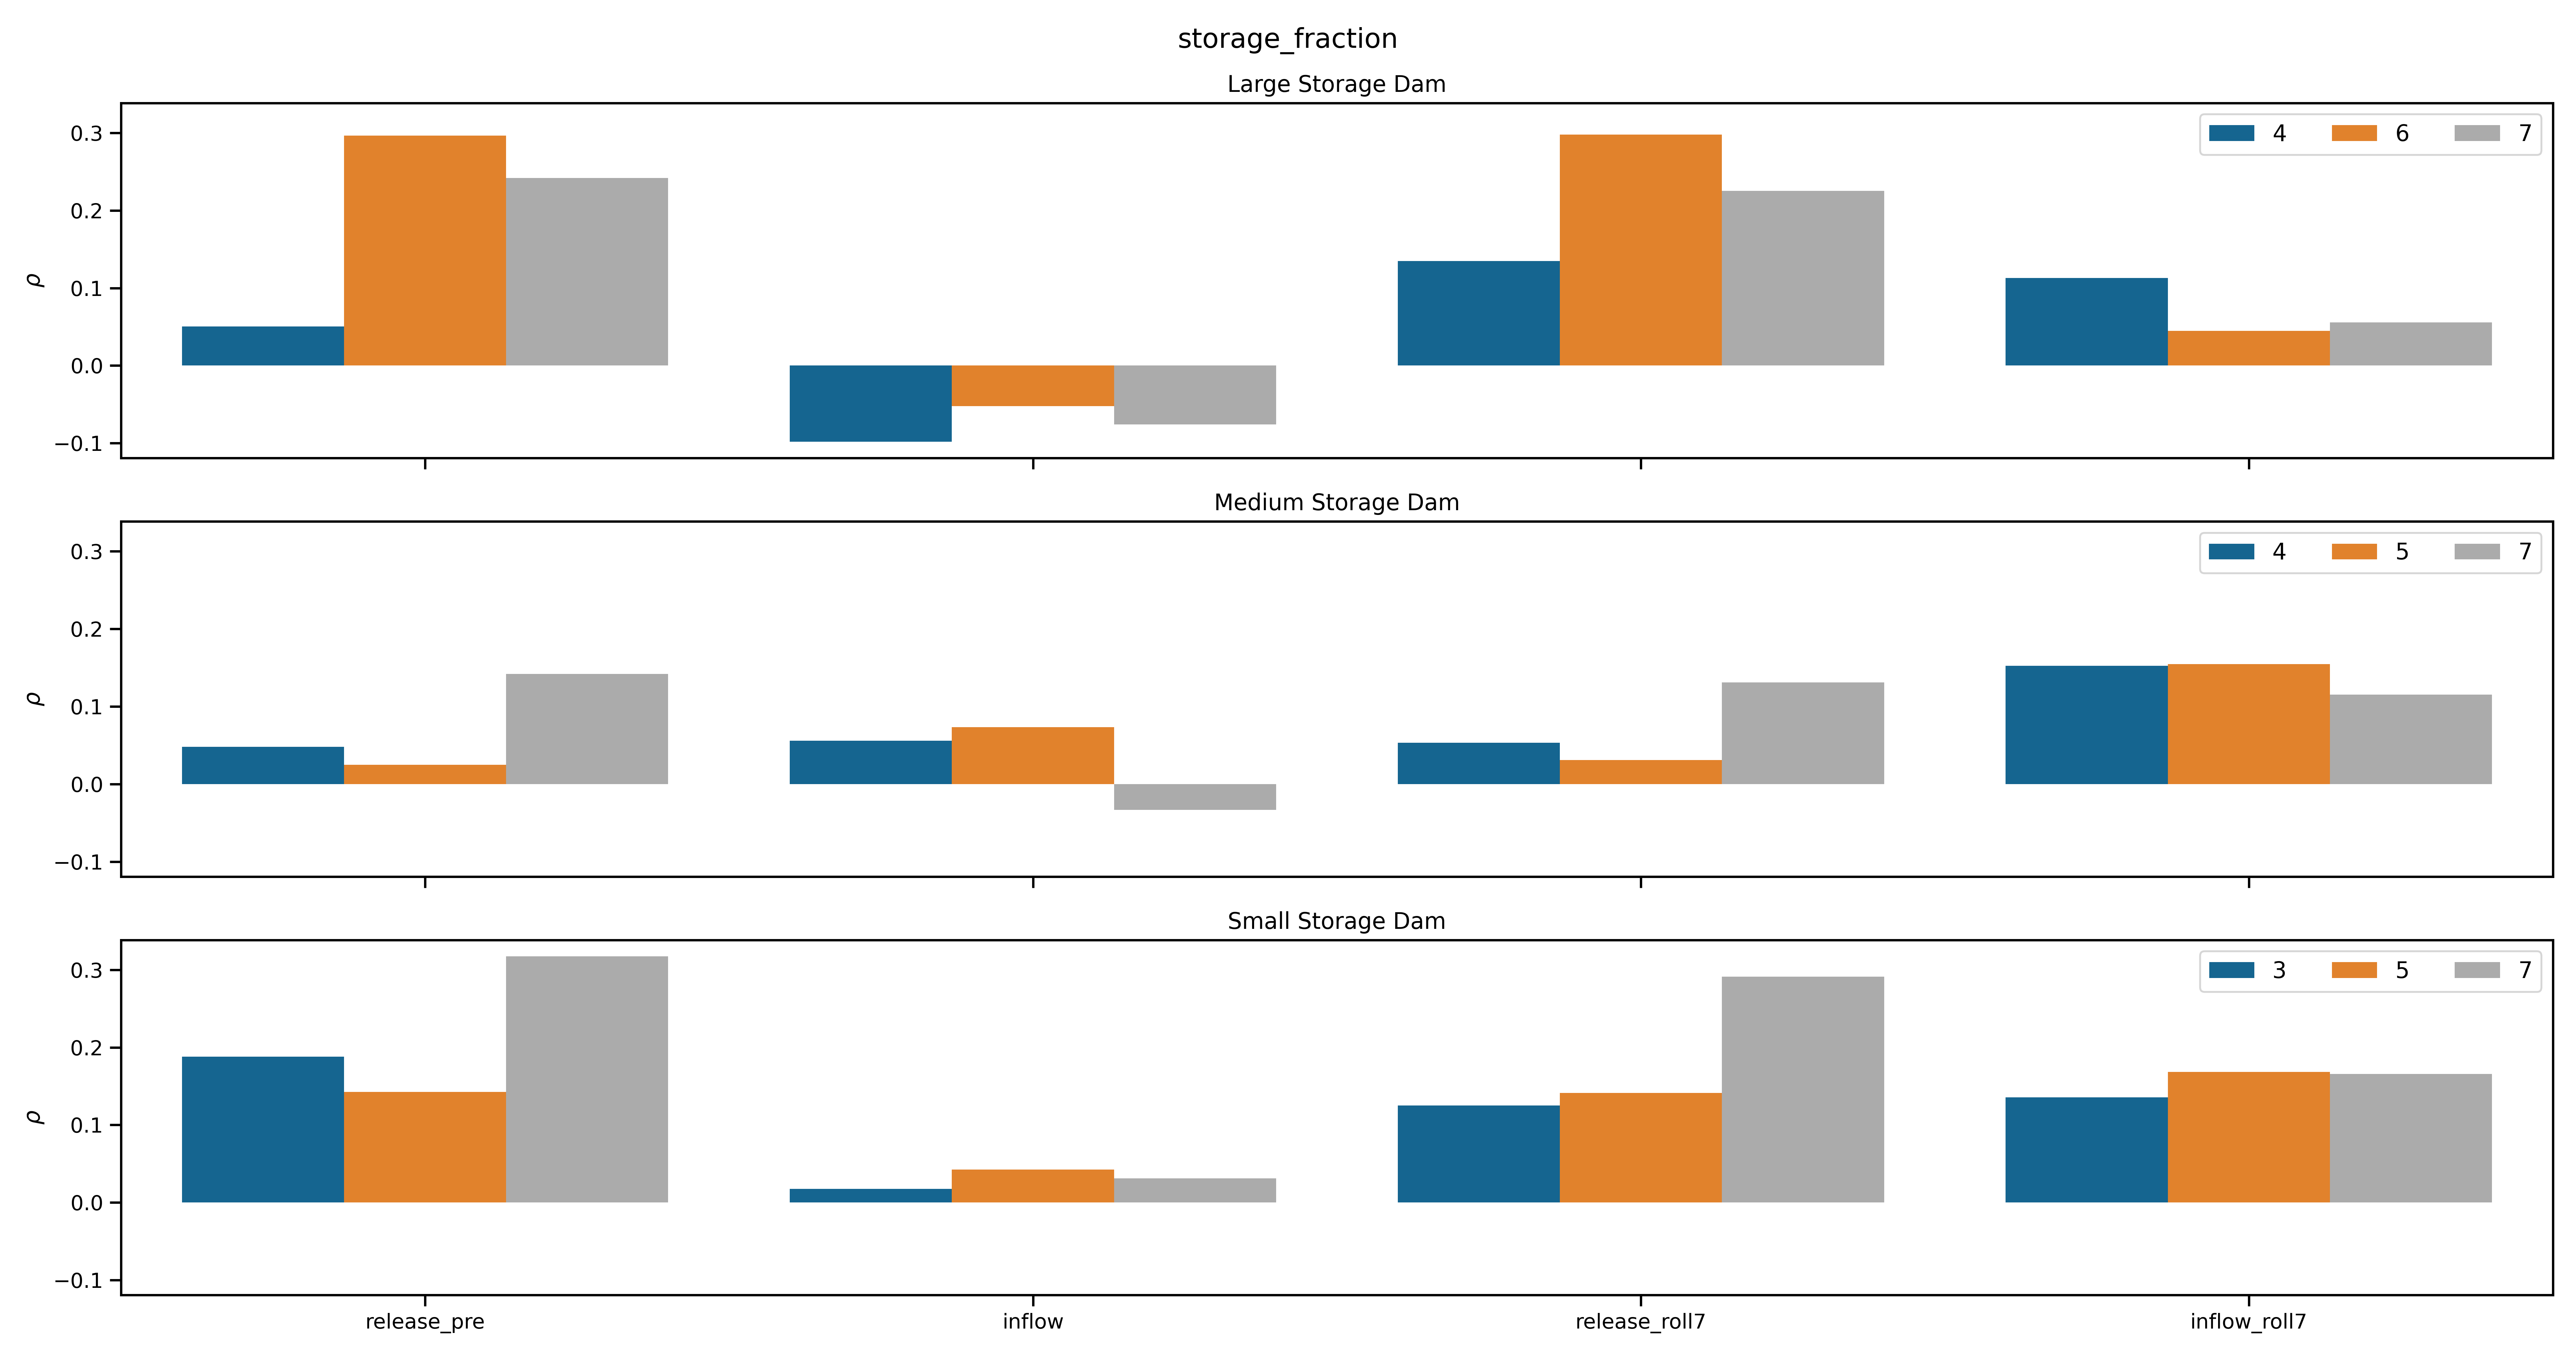 storage_fraction
Large Storage Dam
0.3
0.2
0.1
0.0
−0.1
ρ
4 6 7
Medium Storage Dam
0.3
0.2
0.1
0.0
−0.1
ρ
4 5 7
Small Storage Dam
0.3
0.2
0.1
0.0
−0.1
ρ
3 5 7
release_pre inflow release_roll7 inflow_roll7